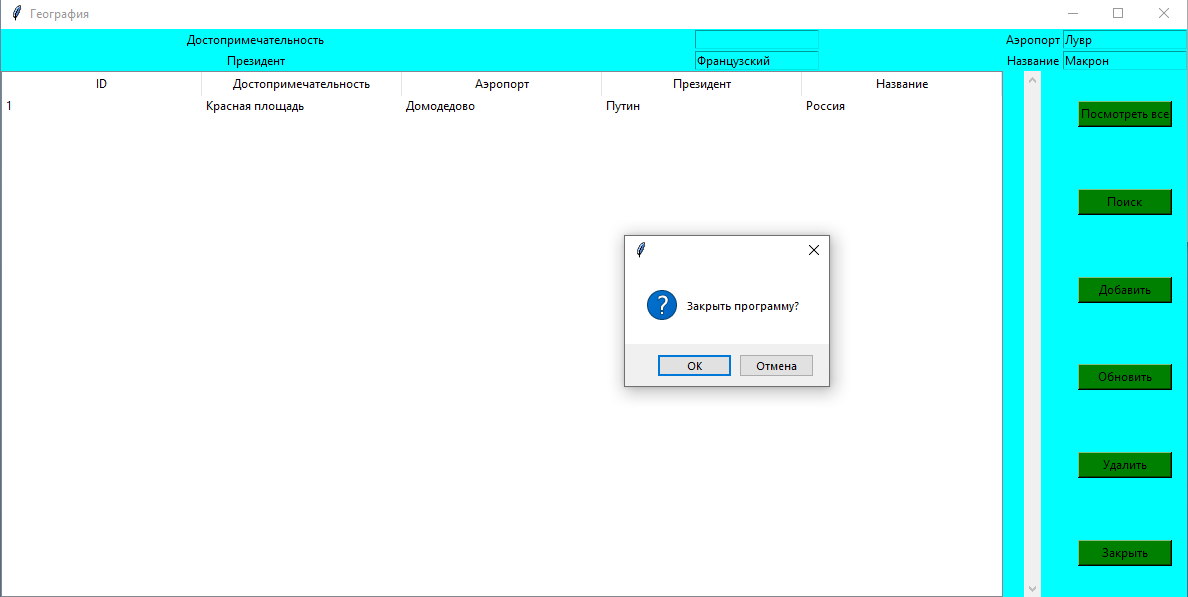 География
Достопримечательность Аэропорт Лувр
Президент Французский Название Макрон
ID Достопримечательность Аэропорт Президент Название
1 Красная площадь Домодедово Путин Россия
Посмотреть все
Поиск
Закрыть программу?
Добавить
ОК Отмена
Обновить
Удалить
Закрыть